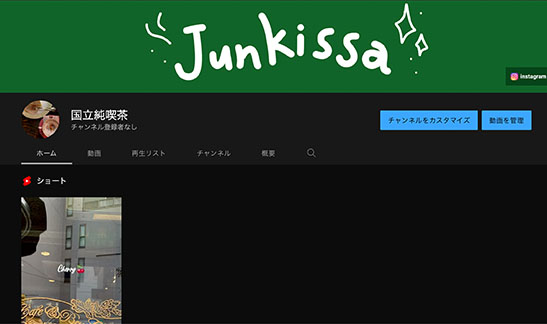 Junkissa
instagram
国立純喫茶
チャンネル登録者なし
チャンネルをカスタマイズ
動画を管理
ホーム
動画
再生リスト
チャンネル
概要
ショート
Cherry
Café